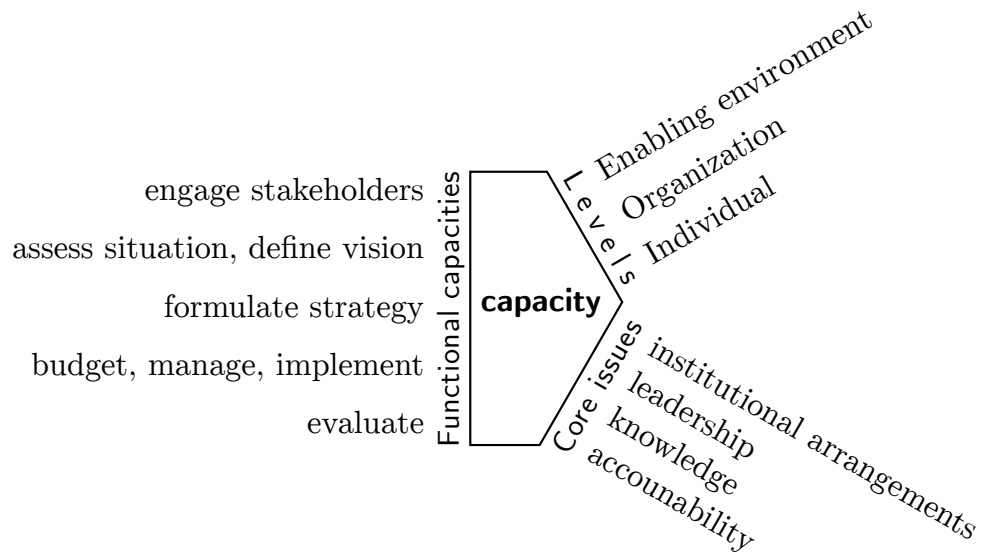 engage stakeholders
assess situation, define vision
formulate strategy
budget, manage, implement
evaluate
Functional capacities
capacity
Levels
Enabling environment
Organization
Individual
Core issues
institutional arrangements
leadership
knowledge
accounability